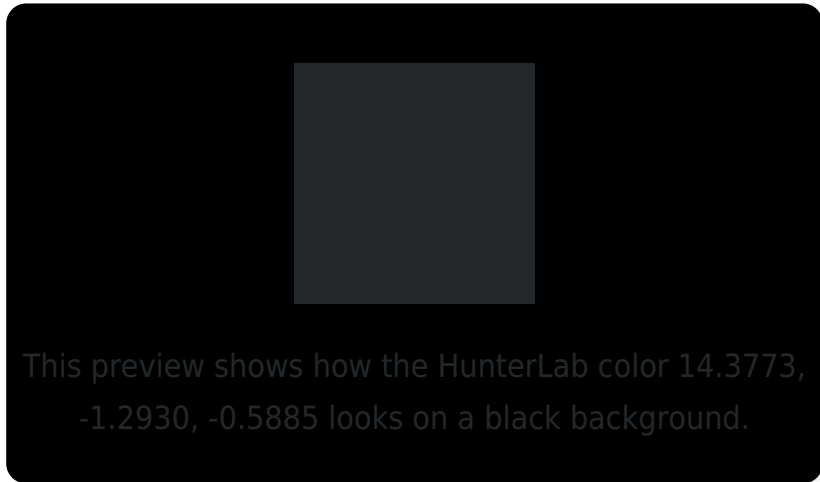 This preview shows how the HunterLab color 14.3773,
-1.2930, -0.5885 looks on a black background.